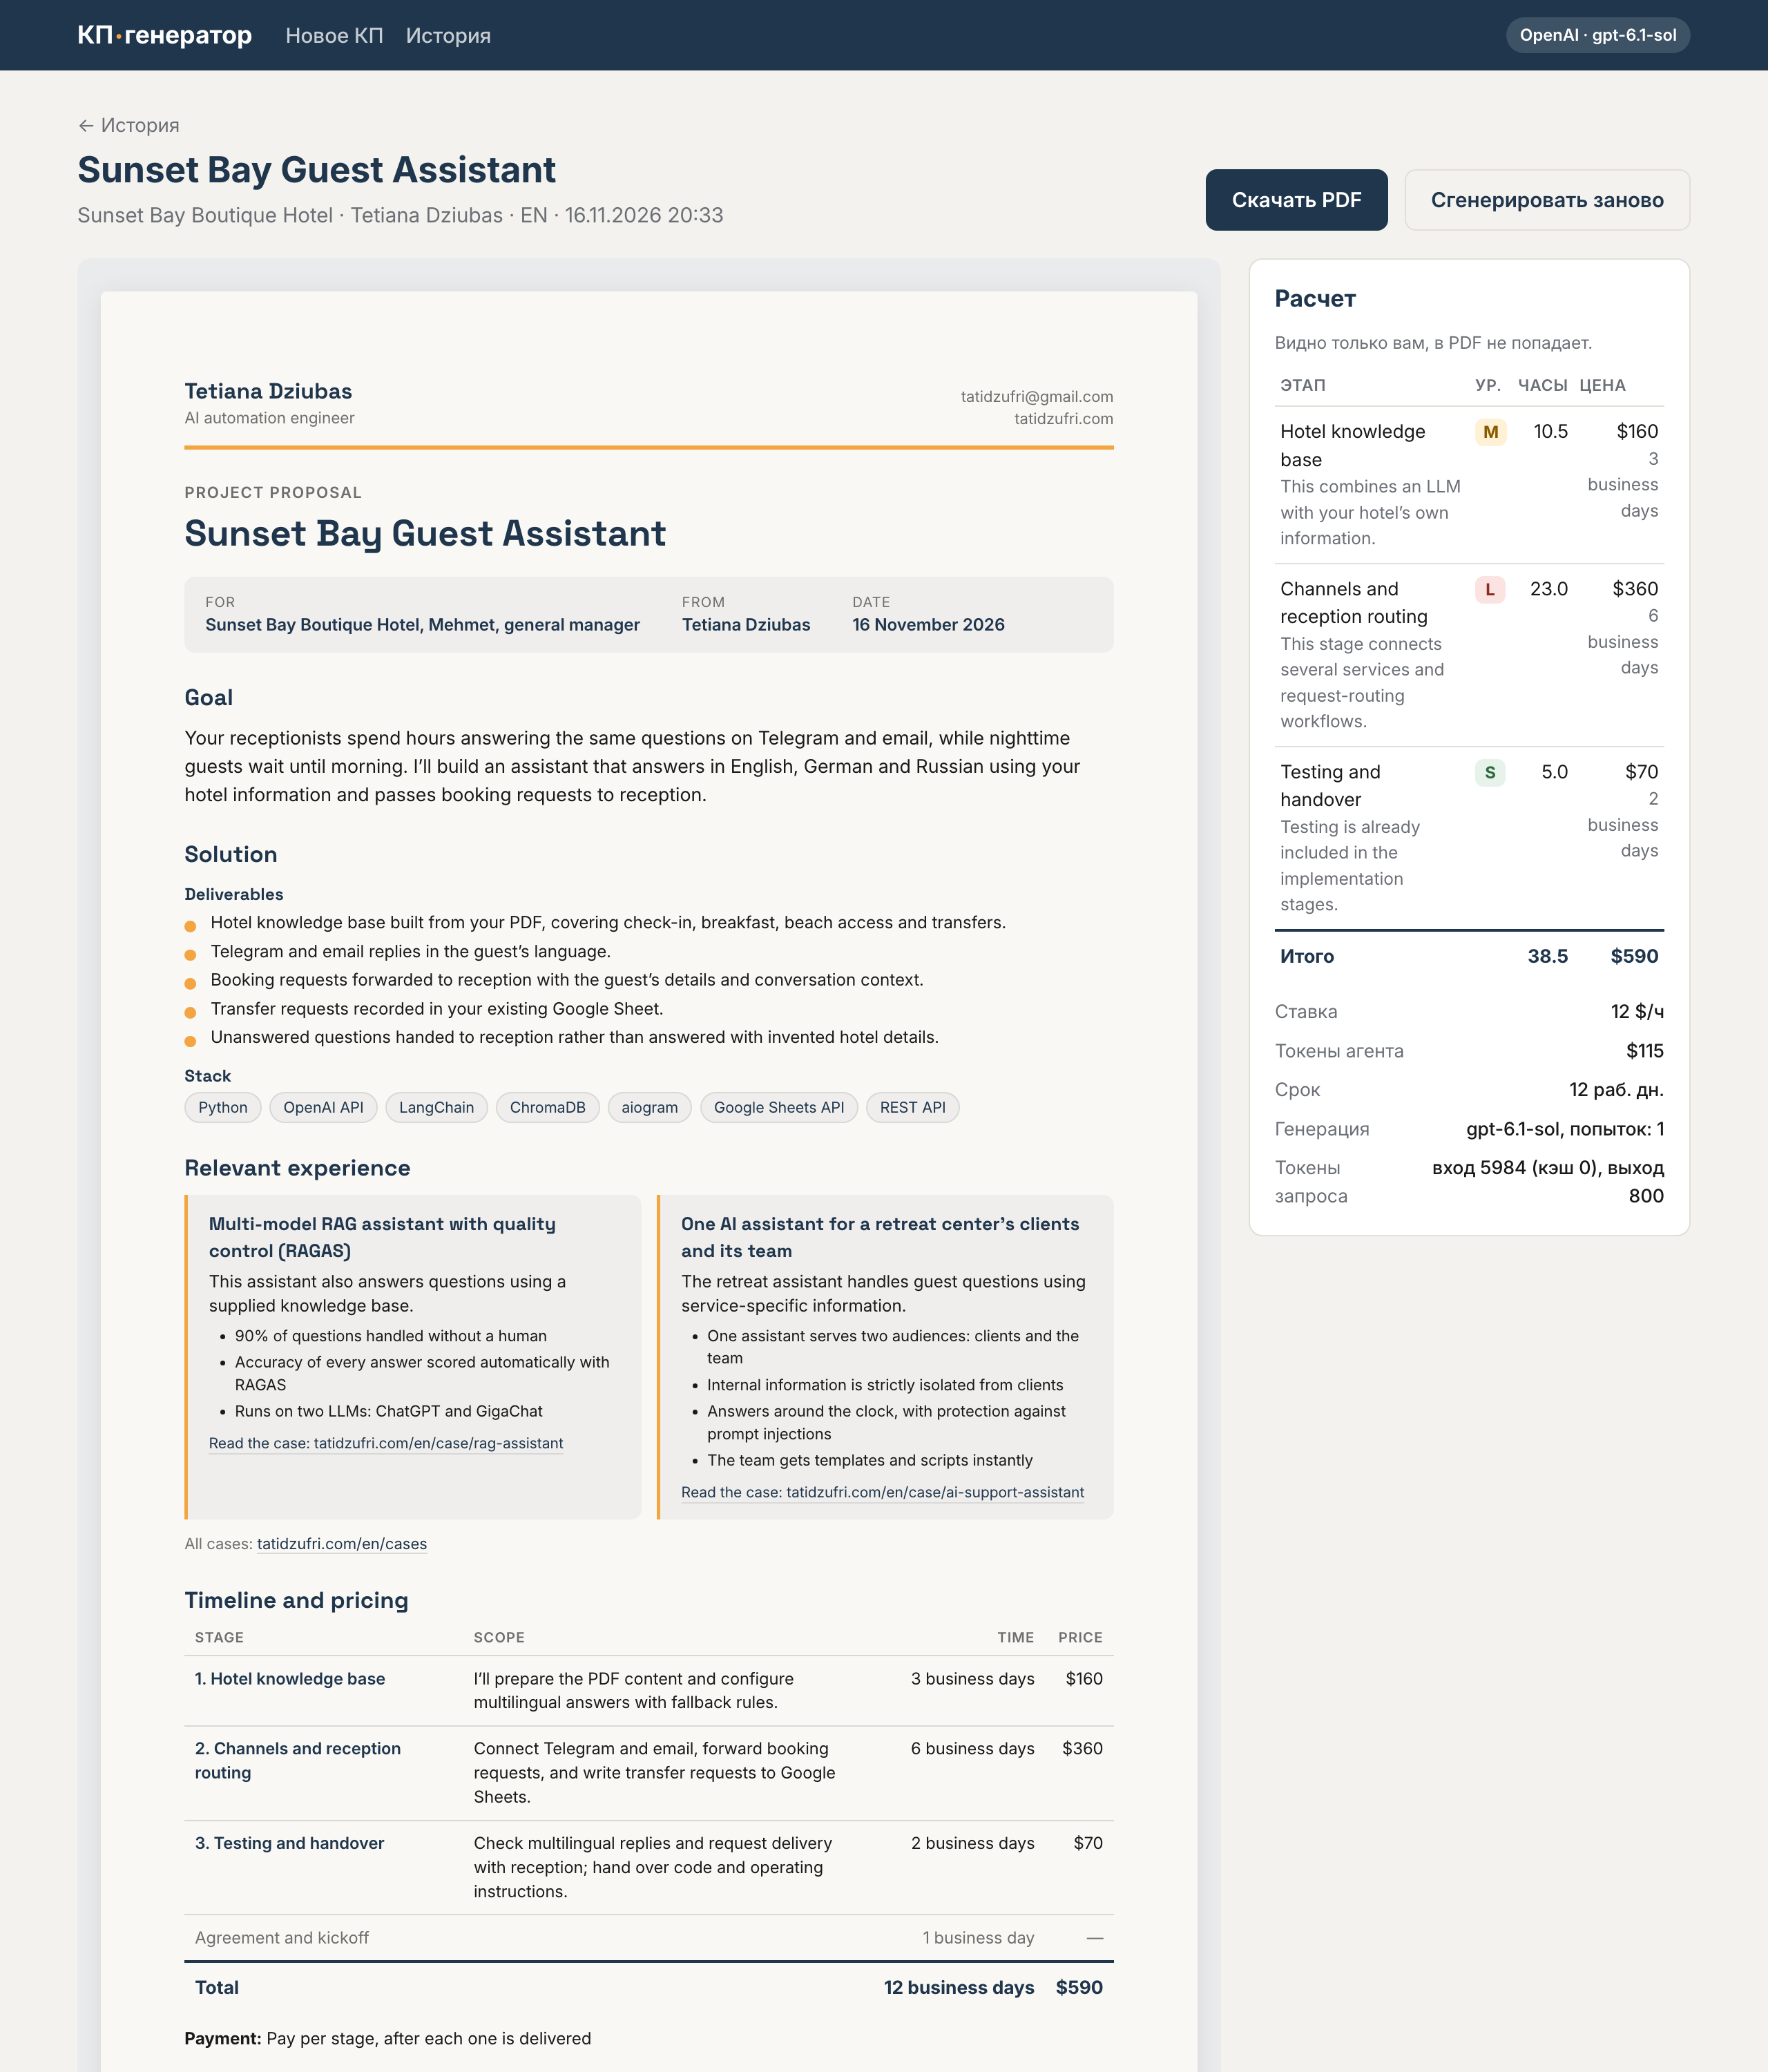 КП·генератор Новое КП История OpenAI · gpt-6.1-sol
← История
Sunset Bay Guest Assistant
Sunset Bay Boutique Hotel · Tetiana Dziubas · EN · 16.11.2026 20:33
Скачать PDF Сгенерировать заново
Tetiana Dziubas
AI automation engineer
tatidzufri@gmail.com
tatidzufri.com
PROJECT PROPOSAL
Sunset Bay Guest Assistant
FOR FROM DATE
Sunset Bay Boutique Hotel, Mehmet, general manager Tetiana Dziubas 16 November 2026
Goal
Your receptionists spend hours answering the same questions on Telegram and email, while nighttime
guests wait until morning. I’ll build an assistant that answers in English, German and Russian using your
hotel information and passes booking requests to reception.
Solution
Deliverables
Hotel knowledge base built from your PDF, covering check-in, breakfast, beach access and transfers.
Telegram and email replies in the guest’s language.
Booking requests forwarded to reception with the guest’s details and conversation context.
Transfer requests recorded in your existing Google Sheet.
Unanswered questions handed to reception rather than answered with invented hotel details.
Stack
Python OpenAI API LangChain ChromaDB aiogram Google Sheets API REST API
Relevant experience
Multi-model RAG assistant with quality
control (RAGAS)
This assistant also answers questions using a
supplied knowledge base.
• 90% of questions handled without a human
• Accuracy of every answer scored automatically with
RAGAS
• Runs on two LLMs: ChatGPT and GigaChat
Read the case: tatidzufri.com/en/case/rag-assistant
One AI assistant for a retreat center’s clients
and its team
The retreat assistant handles guest questions using
service-specific information.
• One assistant serves two audiences: clients and the
team
• Internal information is strictly isolated from clients
• Answers around the clock, with protection against
prompt injections
• The team gets templates and scripts instantly
Read the case: tatidzufri.com/en/case/ai-support-assistant
All cases: tatidzufri.com/en/cases
Timeline and pricing
STAGE SCOPE TIME PRICE
1. Hotel knowledge base I’ll prepare the PDF content and configure 3 business days $160
multilingual answers with fallback rules.
2. Channels and reception Connect Telegram and email, forward booking 6 business days $360
routing requests, and write transfer requests to Google
Sheets.
3. Testing and handover Check multilingual replies and request delivery 2 business days $70
with reception; hand over code and operating
instructions.
Agreement and kickoff 1 business day —
Total 12 business days $590
Payment: Pay per stage, after each one is delivered
Расчет
Видно только вам, в PDF не попадает.
ЭТАП УР. ЧАСЫ ЦЕНА
Hotel knowledge M 10.5 $160
base 3
This combines an LLM business
with your hotel’s own days
information.
Channels and L 23.0 $360
reception routing 6
This stage connects business
several services and days
request-routing
workflows.
Testing and S 5.0 $70
handover 2
Testing is already business
included in the days
implementation
stages.
Итого 38.5 $590
Ставка 12 $/ч
Токены агента $115
Срок 12 раб. дн.
Генерация gpt-6.1-sol, попыток: 1
Токены вход 5984 (кэш 0), выход
запроса 800